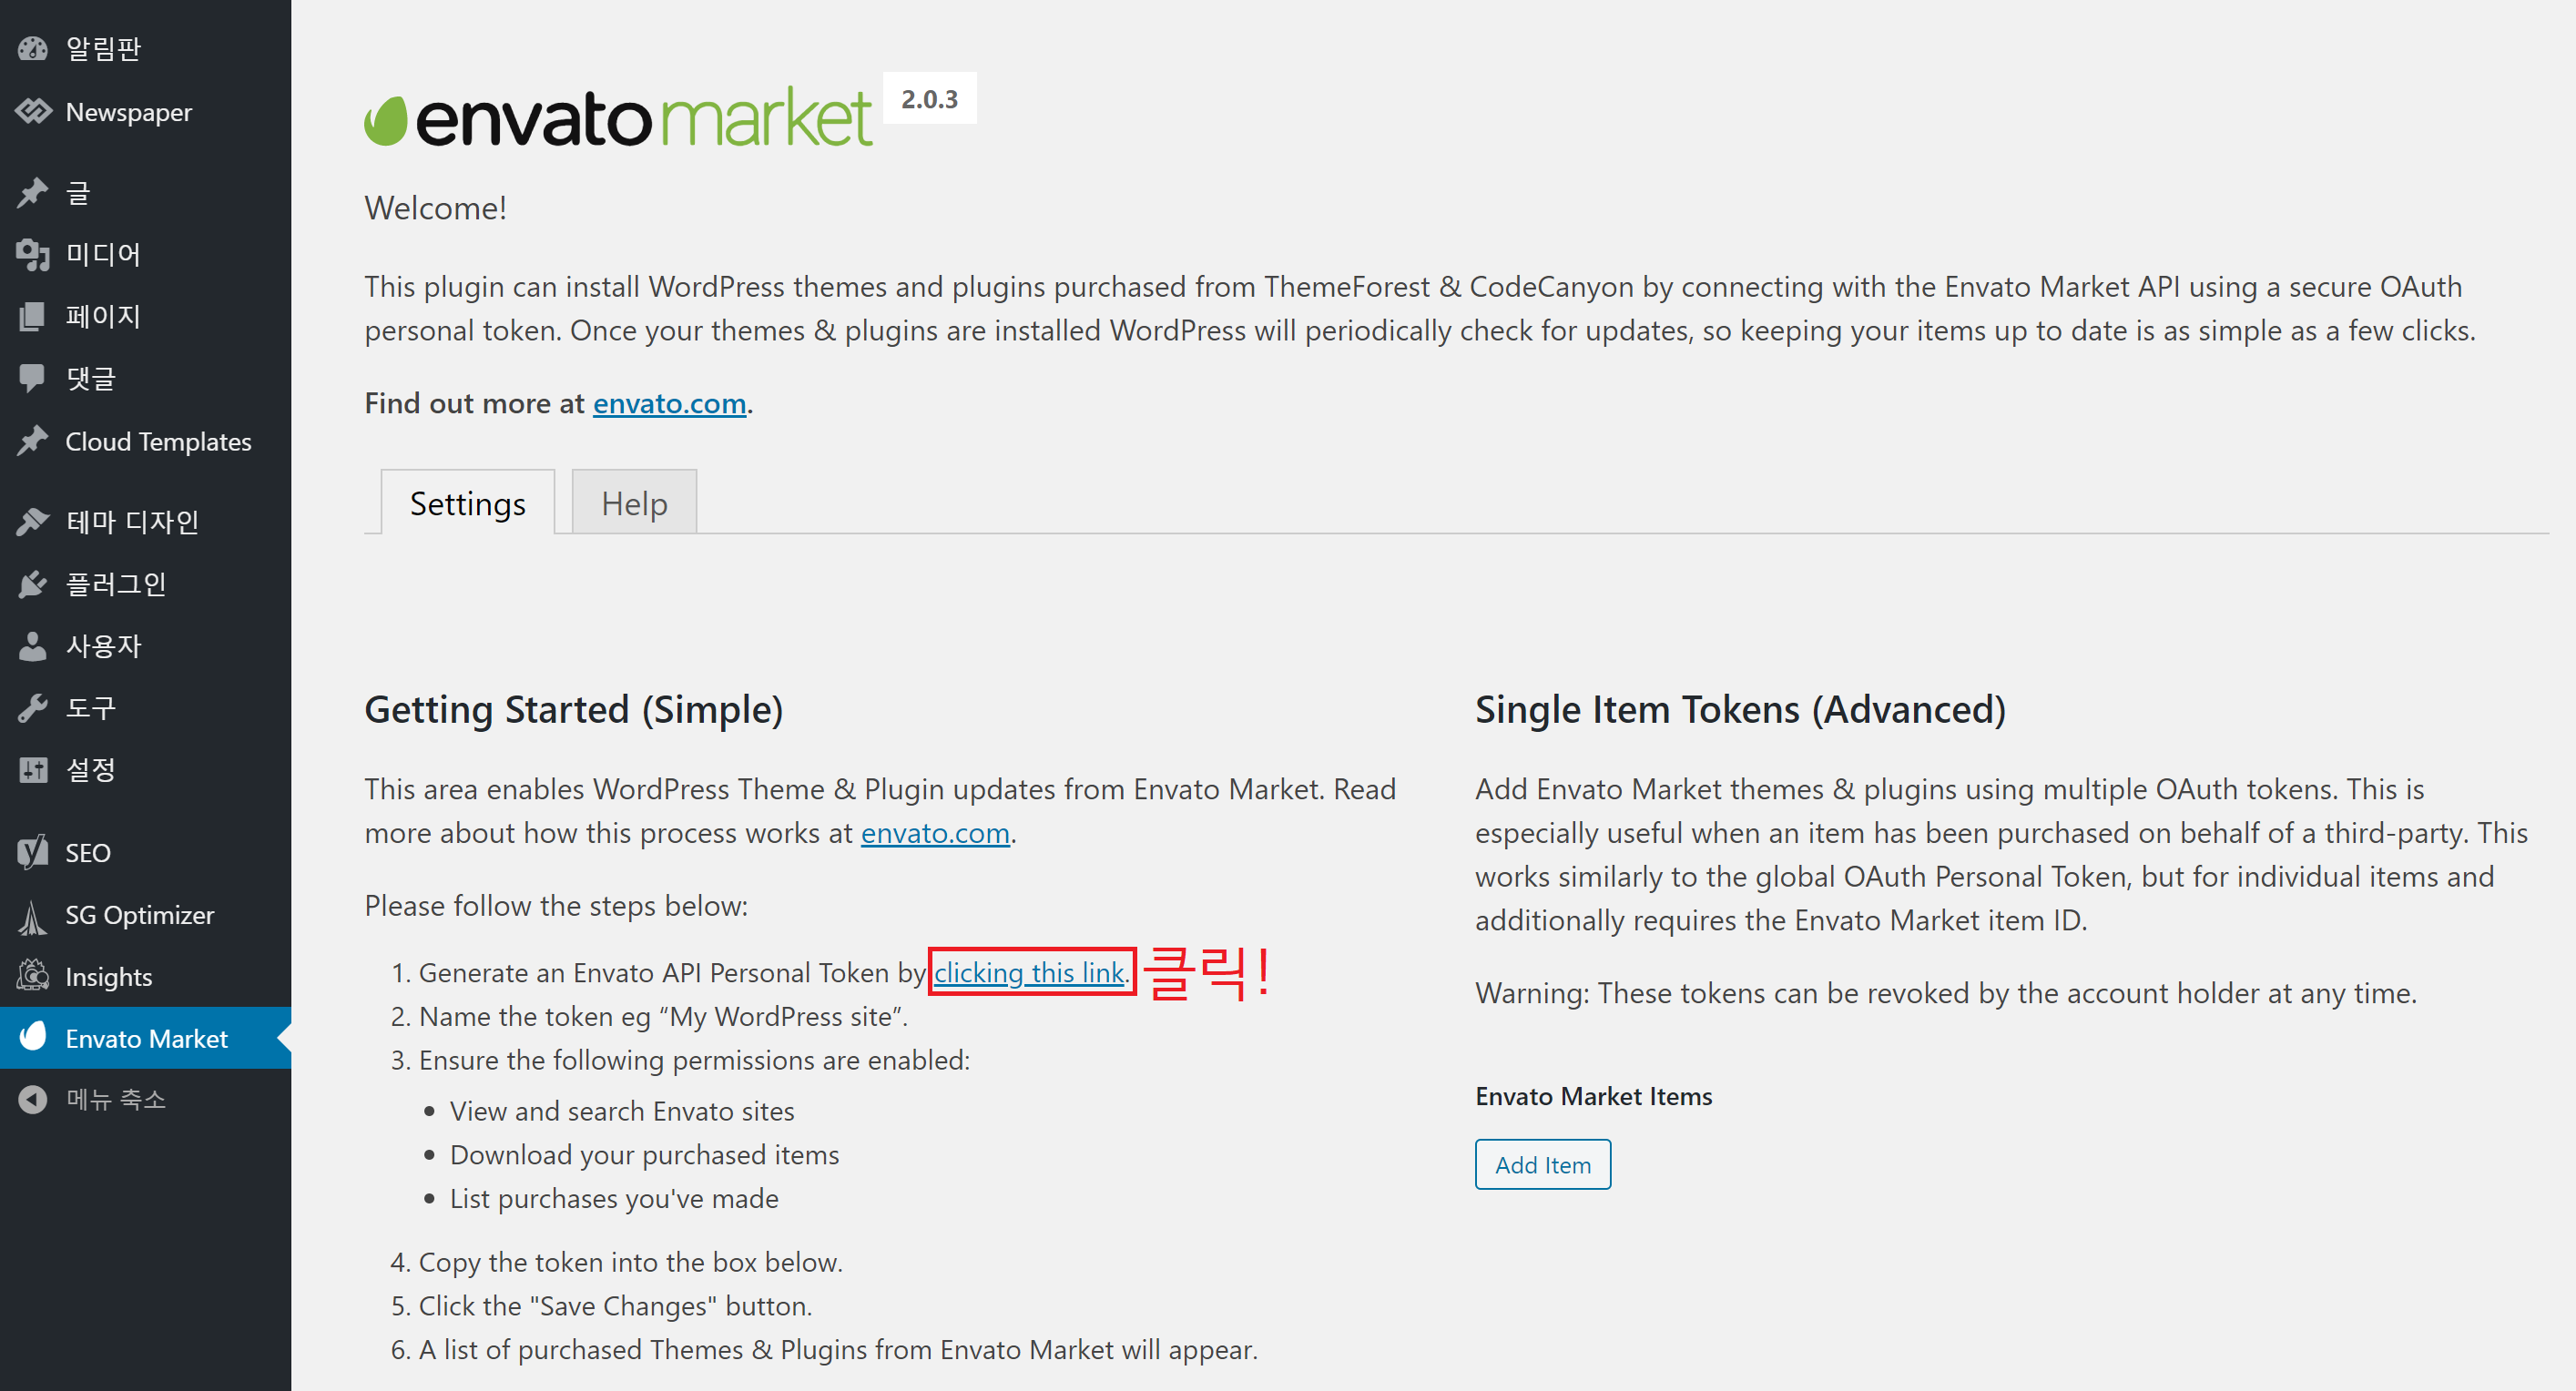 알림판
Newspaper
글
미디어
페이지
댓글
Cloud Templates
테마 디자인
플러그인
사용자
도구
설정
SEO
SG Optimizer
Insights
Envato Market
메뉴 축소
envato market 2.0.3
Welcome!
This plugin can install WordPress themes and plugins purchased from ThemeForest & CodeCanyon by connecting with the Envato Market API using a secure OAuth
personal token. Once your themes & plugins are installed WordPress will periodically check for updates, so keeping your items up to date is as simple as a few clicks.
Find out more at envato.com.
Settings Help
Getting Started (Simple)
This area enables WordPress Theme & Plugin updates from Envato Market. Read
more about how this process works at envato.com.
Please follow the steps below:
1. Generate an Envato API Personal Token by clicking this link. 클릭!
2. Name the token eg “My WordPress site”.
3. Ensure the following permissions are enabled:
• View and search Envato sites
• Download your purchased items
• List purchases you've made
4. Copy the token into the box below.
5. Click the "Save Changes" button.
6. A list of purchased Themes & Plugins from Envato Market will appear.
Single Item Tokens (Advanced)
Add Envato Market themes & plugins using multiple OAuth tokens. This is
especially useful when an item has been purchased on behalf of a third-party. This
works similarly to the global OAuth Personal Token, but for individual items and
additionally requires the Envato Market item ID.
Warning: These tokens can be revoked by the account holder at any time.
Envato Market Items
Add Item